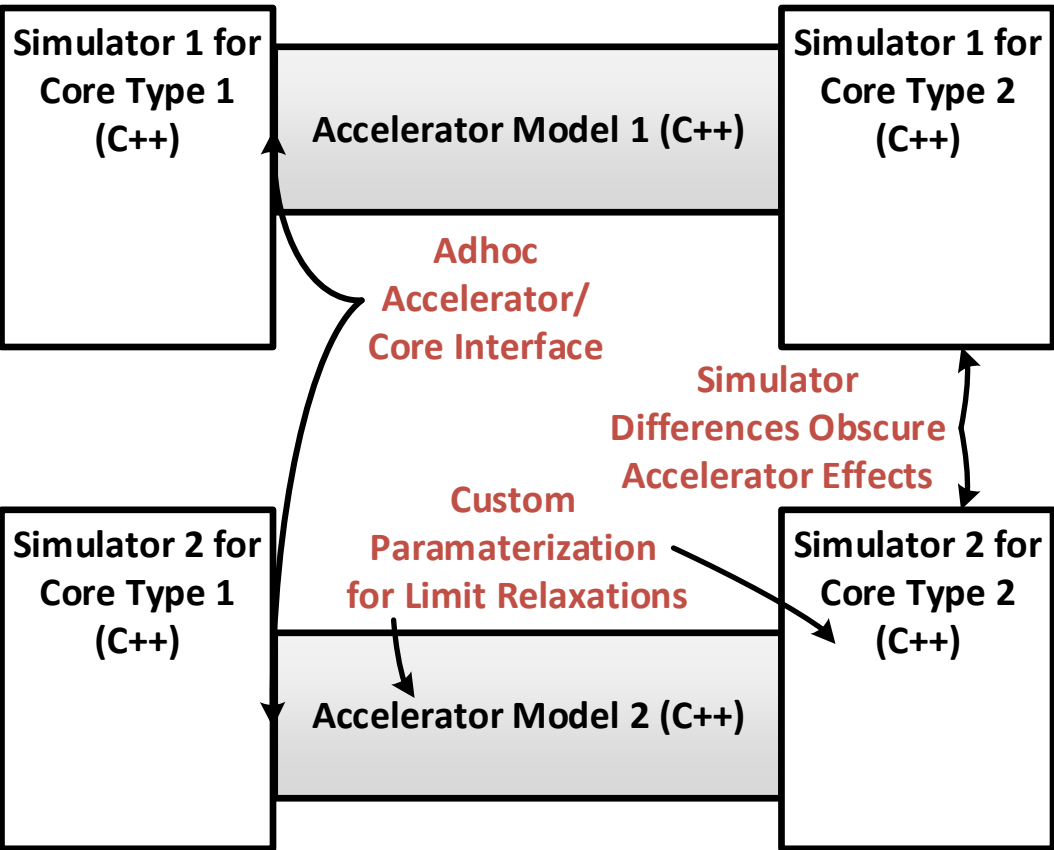 Simulator 1 for
Core Type 1
(C++)
Accelerator Model 1 (C++)
Simulator 1 for
Core Type 2
(C++)
Adhoc
Accelerator/
Core Interface
Simulator
Differences Obscure
Accelerator Effects
Custom
Paramaterization
for Limit Relaxations
Simulator 2 for
Core Type 1
(C++)
Accelerator Model 2 (C++)
Simulator 2 for
Core Type 2
(C++)